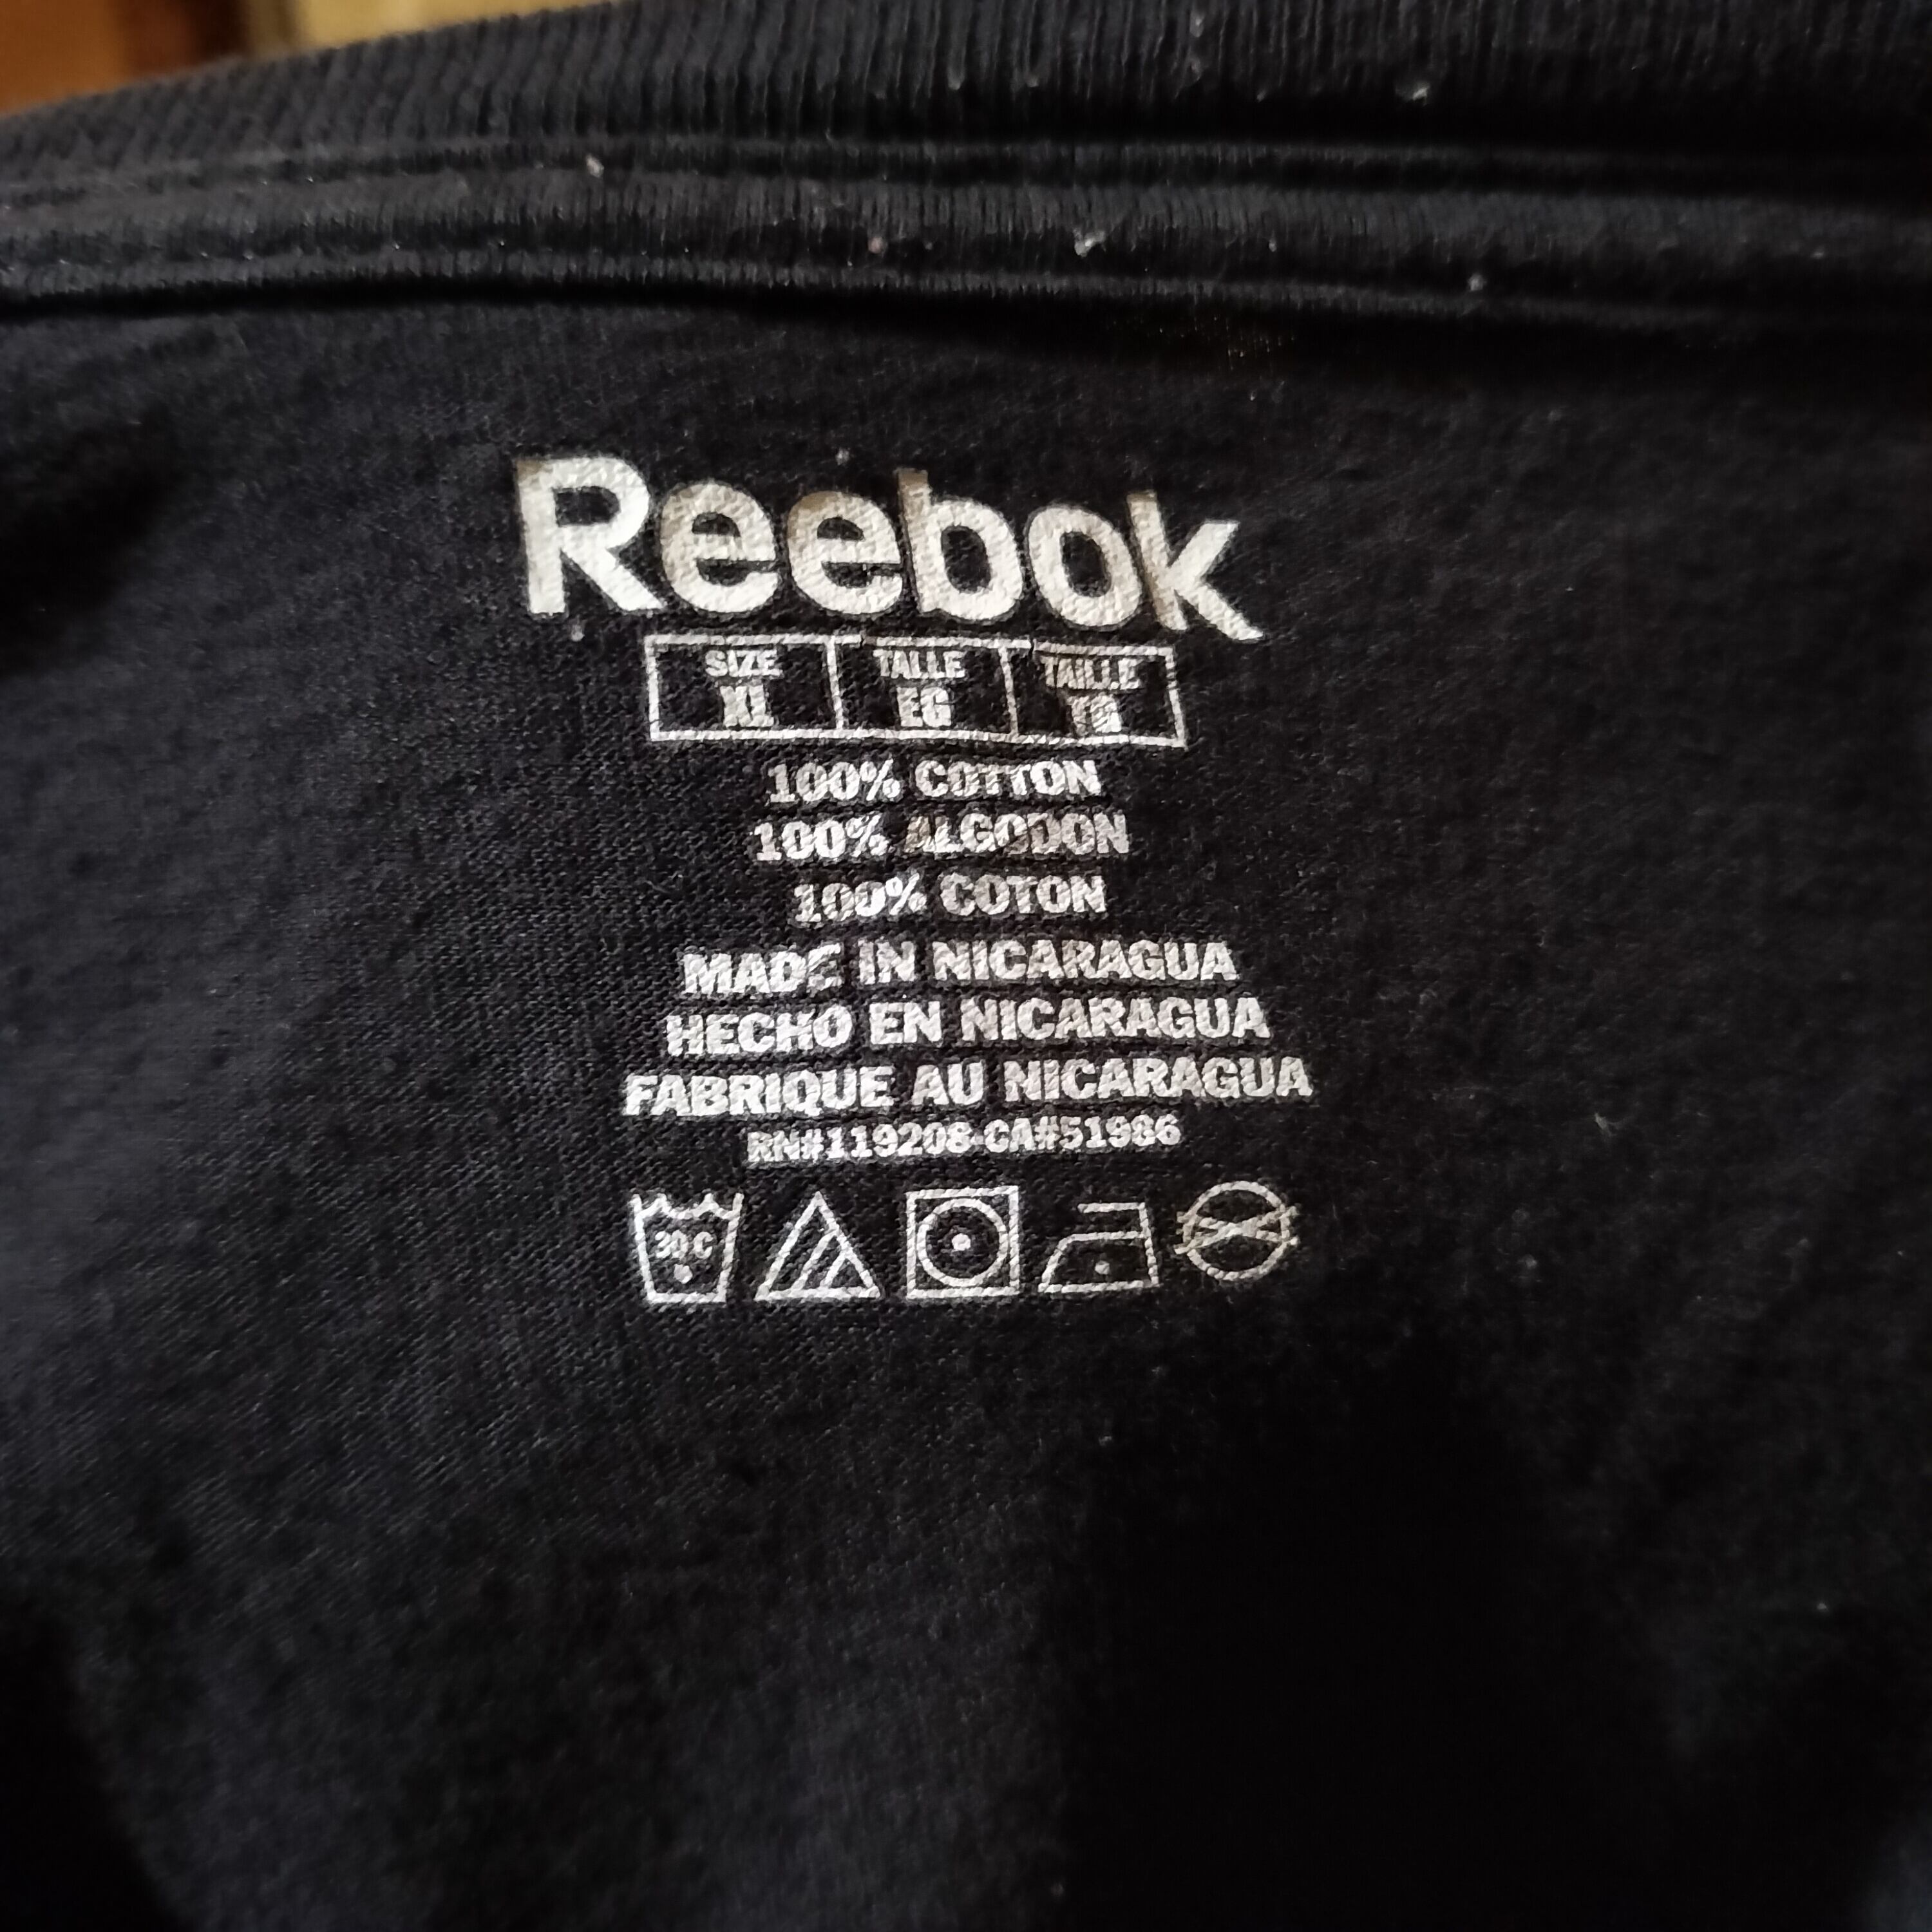 Reebok
SIZE TALLE TAILLE
XL EG TG
100% COTTON
100% ALGODON
100% COTON
MADE IN NICARAGUA
HECHO EN NICARAGUA
FABRIQUE AU NICARAGUA
RN#119208-CA#51986
30 C